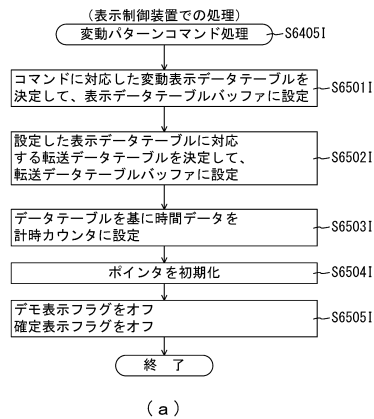 (表示制御装置での処理)
変動パターンコマンド処理
S6405I
コマンドに対応した変動表示データテーブルを
決定して、表示データテーブルバッファに設定
S6501I
設定した表示データテーブルに対応
する転送データテーブルを決定して、
転送データテーブルバッファに設定
S6502I
データテーブルを基に時間データを
計時カウンタに設定
S6503I
ポインタを初期化
S6504I
デモ表示フラグをオフ
確定表示フラグをオフ
S6505I
終 了
(a)